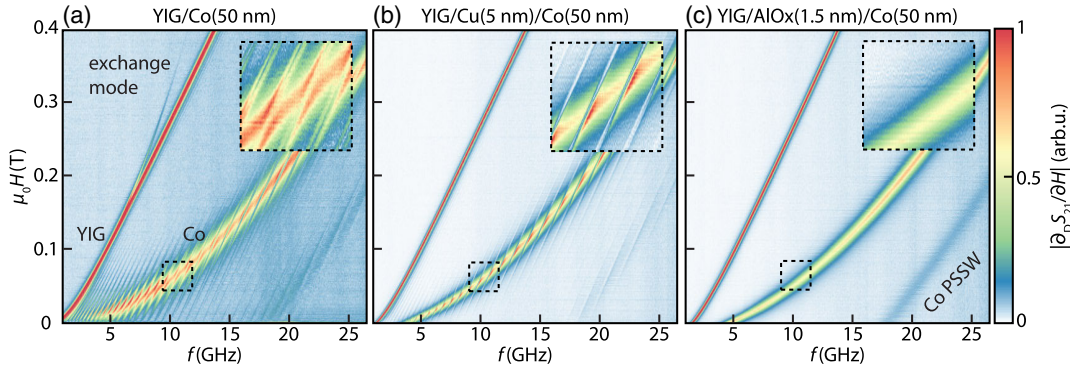 (a) YIG/Co(50 nm)
(b) YIG/Cu(5 nm)/Co(50 nm)
(c) YIG/AlOx(1.5 nm)/Co(50 nm)
0.4
0.3
0.2
0.1
0
μ₀H(T)
exchange
mode
YIG
Co
5 10 15 20 25
f(GHz)
5 10 15 20 25
f(GHz)
Co PSSW
5 10 15 20 25
f(GHz)
1
0.5
0
|∂_D S₂₁/∂H| (arb.u.)